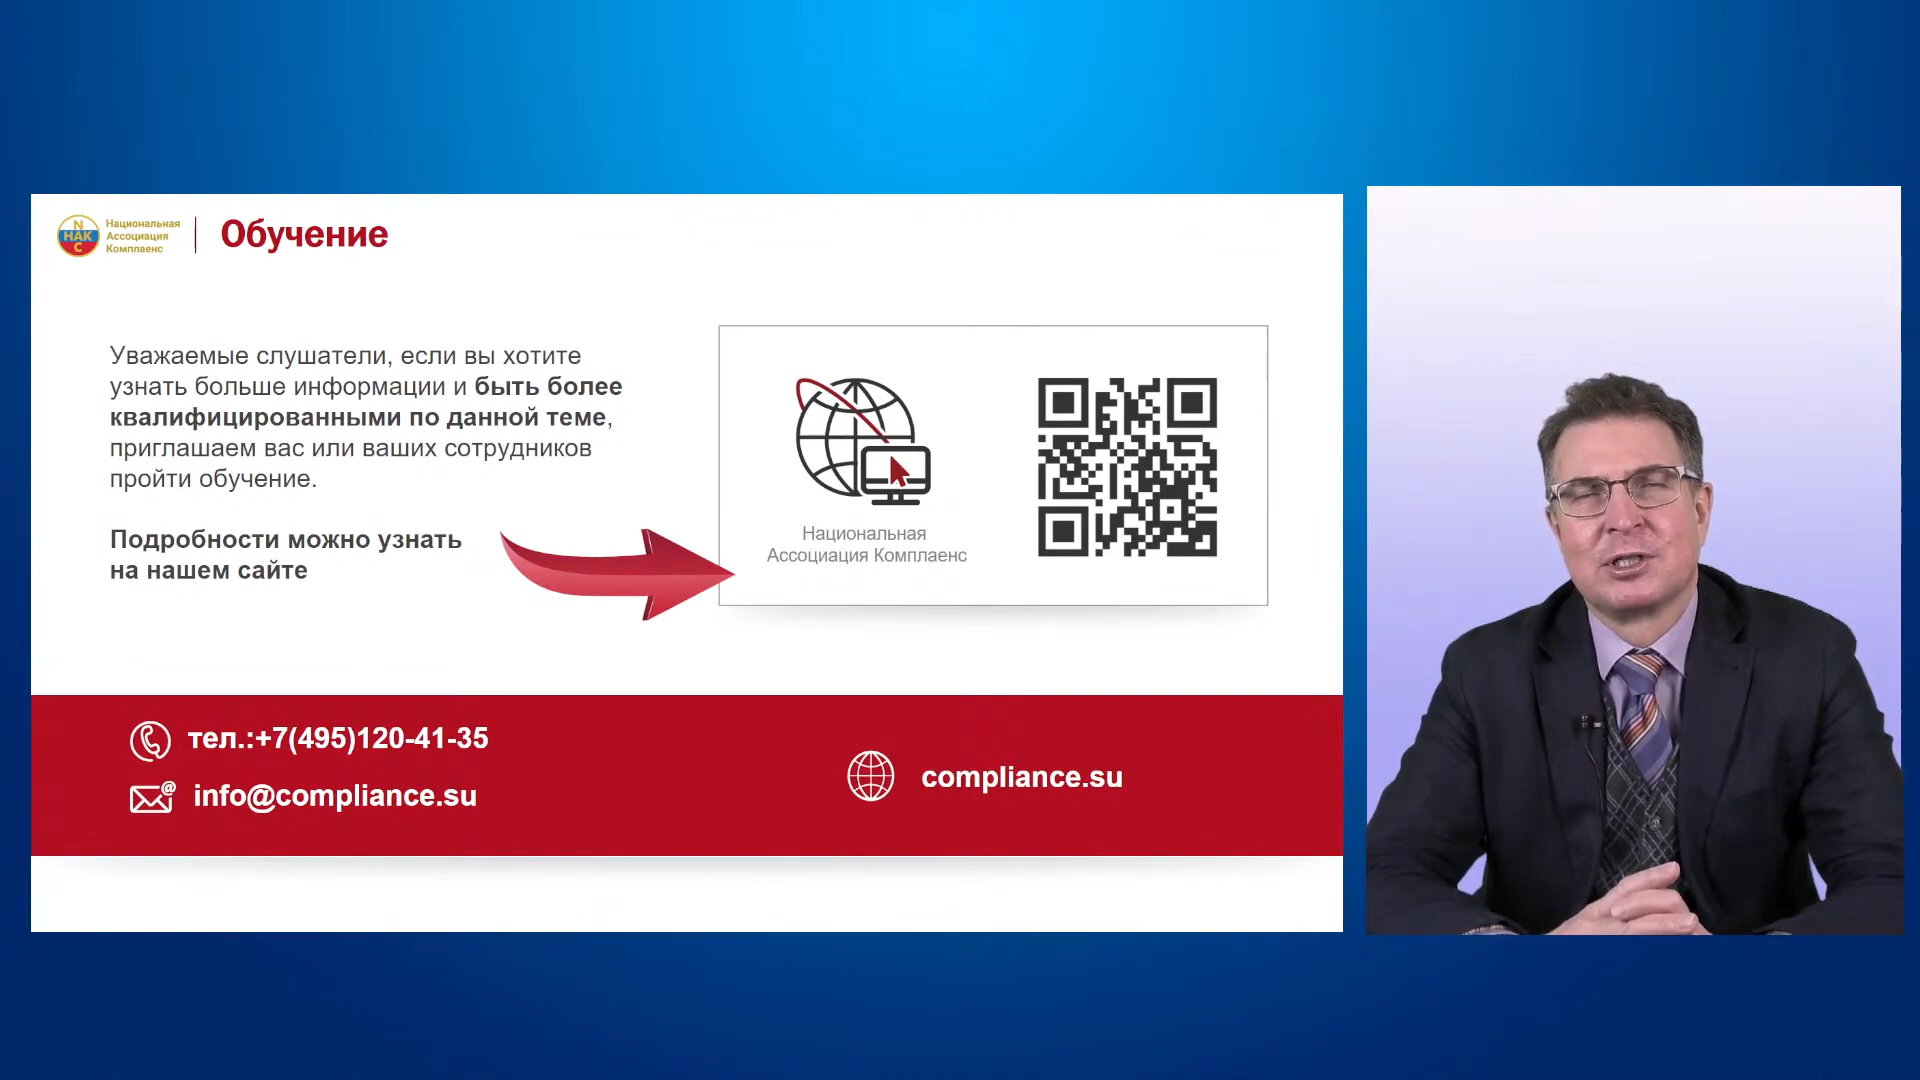 N
НАК
C
Национальная
Ассоциация
Комплаенс
Обучение
Уважаемые слушатели, если вы хотите
узнать больше информации и быть более
квалифицированными по данной теме,
приглашаем вас или ваших сотрудников
пройти обучение.
Подробности можно узнать
на нашем сайте
Национальная
Ассоциация Комплаенс
тел.:+7(495)120-41-35
info@compliance.su
compliance.su